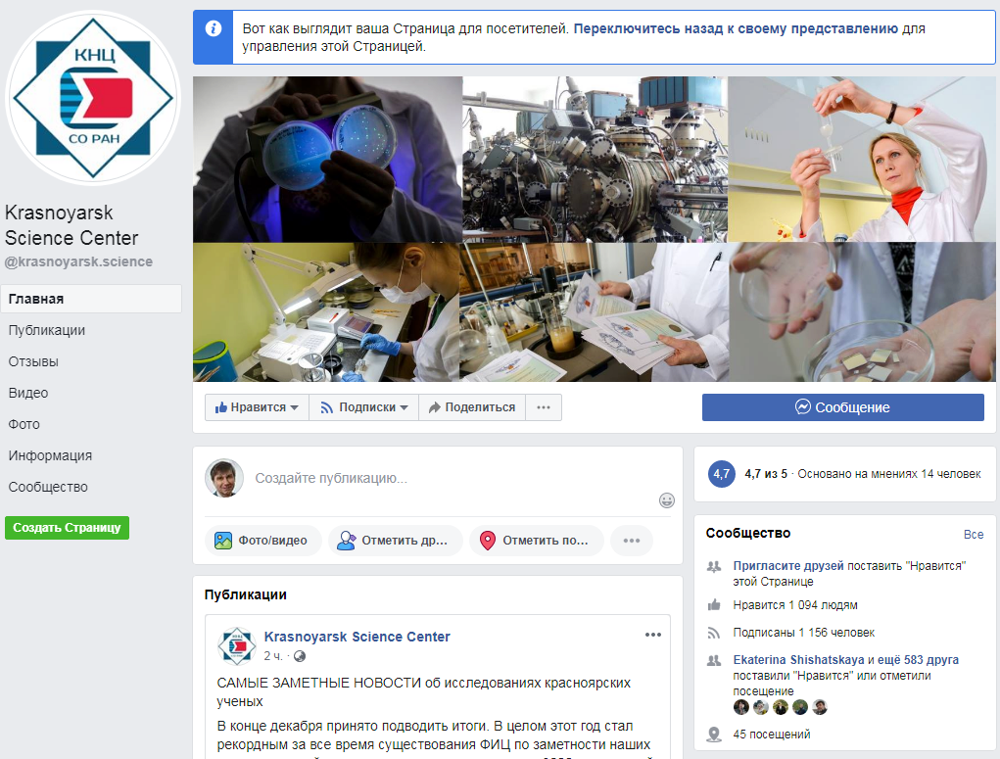 КНЦ
СО РАН
Krasnoyarsk
Science Center
@krasnoyarsk.science
Главная
Публикации
Отзывы
Видео
Фото
Информация
Сообщество
Создать Страницу
Вот как выглядит ваша Страница для посетителей. Переключитесь назад к своему представлению для
управления этой Страницей.
Нравится
Подписки
Поделиться
Сообщение
Создайте публикацию...
Фото/видео
Отметить др...
Отметить по...
Публикации
КНЦ
СО РАН
Krasnoyarsk Science Center
2 ч. ·
САМЫЕ ЗАМЕТНЫЕ НОВОСТИ об исследованиях красноярских
ученых
В конце декабря принято подводить итоги. В целом этот год стал
рекордным за все время существования ФИЦ по заметности наших
4,7
4,7 из 5 · Основано на мнениях 14 человек
Сообщество
Все
Пригласите друзей поставить "Нравится"
этой Странице
Нравится 1 094 людям
Подписаны 1 156 человек
Ekaterina Shishatskaya и ещё 583 друга
поставили "Нравится" или отметили
посещение
45 посещений